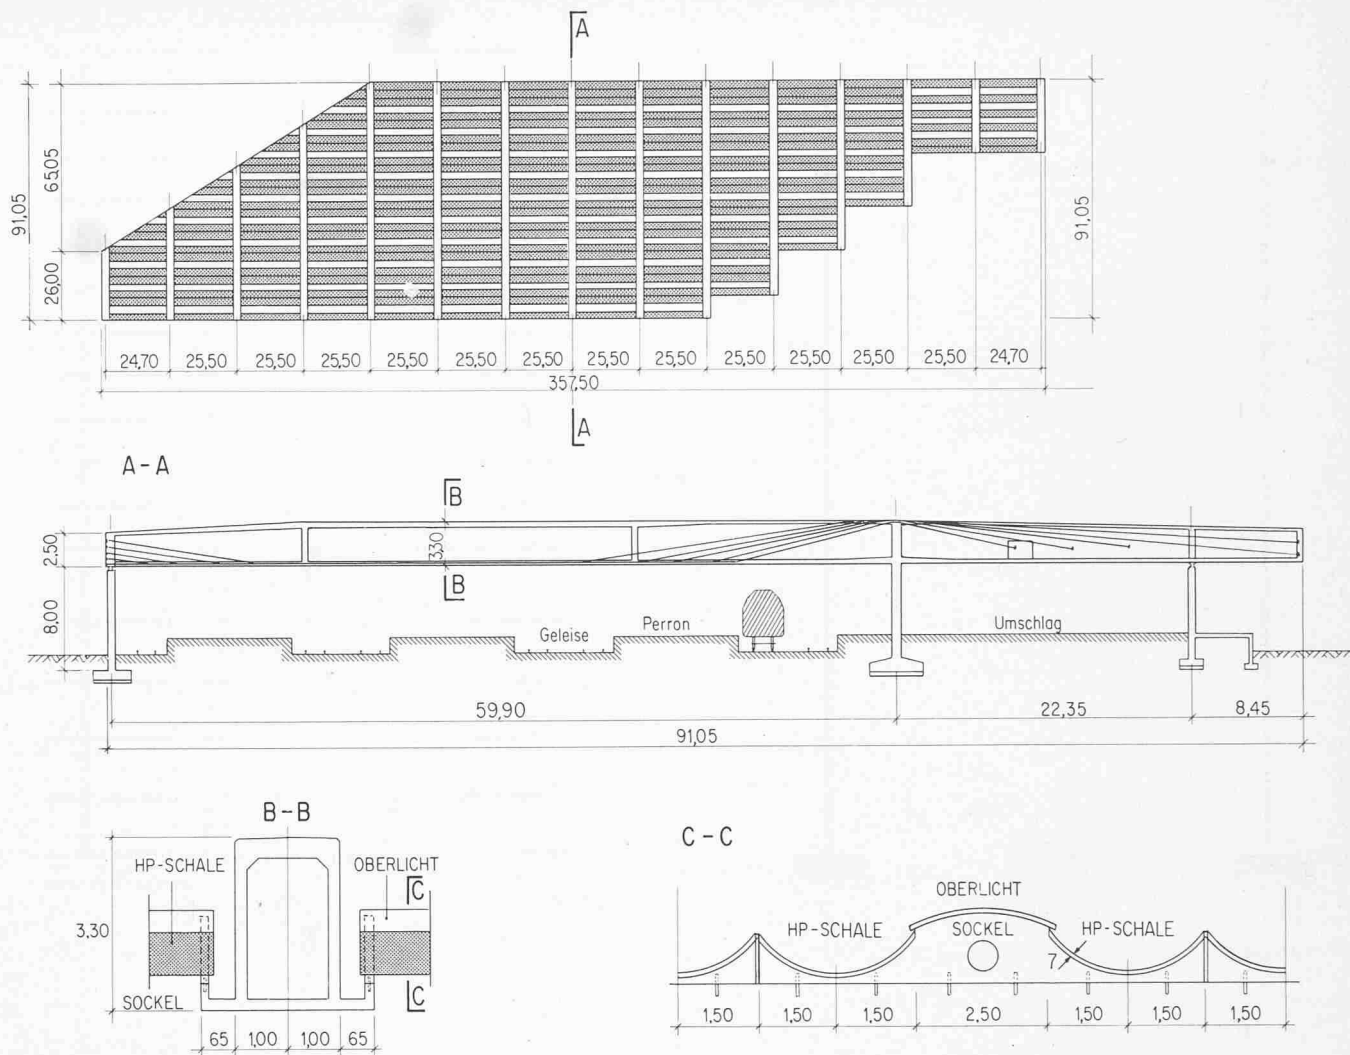 A
91,05
65,05
26,00
91,05
24,70 25,50 25,50 25,50 25,50 25,50 25,50 25,50 25,50 25,50 25,50 25,50 25,50 24,70
357,50
A
A-A
B
2,50
3,30
B
8,00
Geleise
Perron
Umschlag
59,90 22,35 8,45
91,05
B-B
HP-SCHALE
OBERLICHT
C
3,30
SOCKEL
C
65 1,00 1,00 65
C-C
OBERLICHT
HP-SCHALE SOCKEL HP-SCHALE
7
1,50 1,50 1,50 2,50 1,50 1,50 1,50